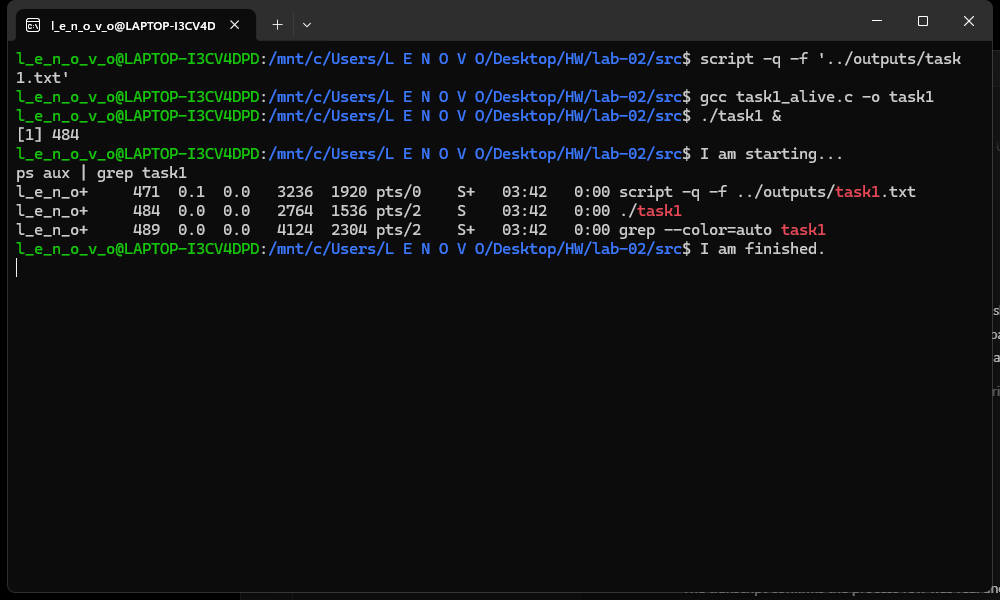 l_e_n_o_v_o@LAPTOP-I3CV4D
l_e_n_o_v_o@LAPTOP-I3CV4DPD:/mnt/c/Users/L E N O V O/Desktop/HW/lab-02/src$ script -q -f '../outputs/task
1.txt'
l_e_n_o_v_o@LAPTOP-I3CV4DPD:/mnt/c/Users/L E N O V O/Desktop/HW/lab-02/src$ gcc task1_alive.c -o task1
l_e_n_o_v_o@LAPTOP-I3CV4DPD:/mnt/c/Users/L E N O V O/Desktop/HW/lab-02/src$ ./task1 &
[1] 484
l_e_n_o_v_o@LAPTOP-I3CV4DPD:/mnt/c/Users/L E N O V O/Desktop/HW/lab-02/src$ I am starting...
ps aux | grep task1
l_e_n_o+     471  0.1  0.0   3236  1920 pts/0    S+   03:42   0:00 script -q -f ../outputs/task1.txt
l_e_n_o+     484  0.0  0.0   2764  1536 pts/2    S    03:42   0:00 ./task1
l_e_n_o+     489  0.0  0.0   4124  2304 pts/2    S+   03:42   0:00 grep --color=auto task1
l_e_n_o_v_o@LAPTOP-I3CV4DPD:/mnt/c/Users/L E N O V O/Desktop/HW/lab-02/src$ I am finished.